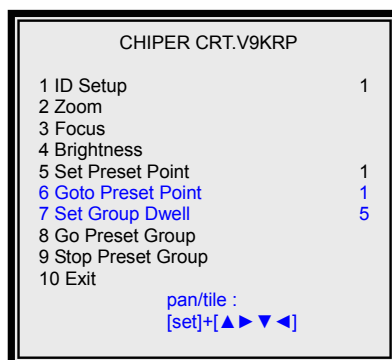 CHIPER CRT.V9KRP
1 ID Setup 1
2 Zoom
3 Focus
4 Brightness
5 Set Preset Point 1
6 Goto Preset Point 1
7 Set Group Dwell 5
8 Go Preset Group
9 Stop Preset Group
10 Exit
pan/tile :
[set]+[▲►▼◄]